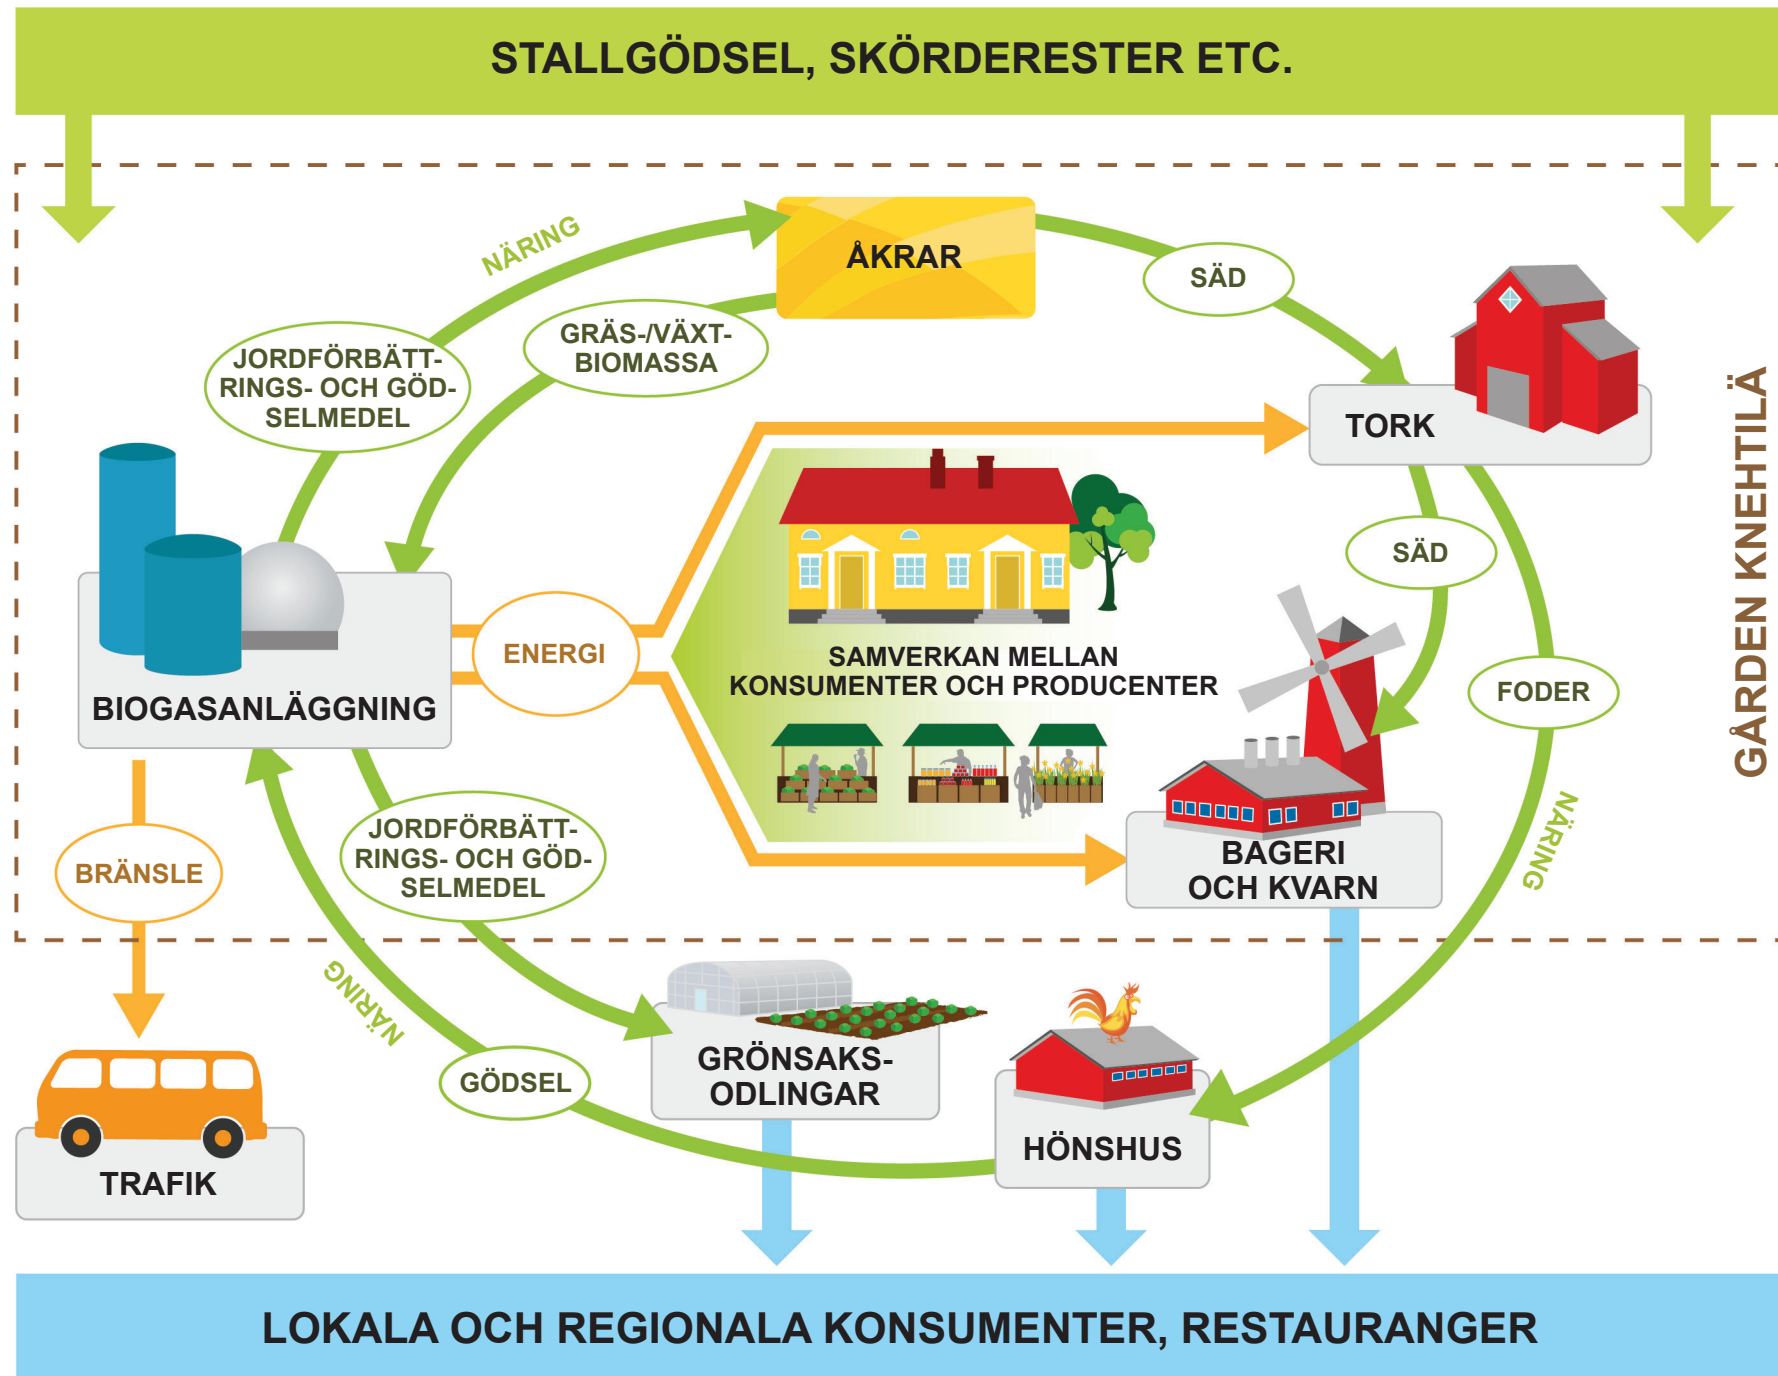 STALLGÖDSEL, SKÖRDERESTER ETC.
NÄRING
ÅKRAR
SÄD
JORDFÖRBÄTT-
RINGS- OCH GÖD-
SELMEDEL
GRÄS-/VÄXT-
BIOMASSA
TORK
GÅRDEN KNEHTILÄ
SÄD
ENERGI
SAMVERKAN MELLAN
KONSUMENTER OCH PRODUCENTER
FODER
BIOGASANLÄGGNING
BRÄNSLE
JORDFÖRBÄTT-
RINGS- OCH GÖD-
SELMEDEL
BAGERI
OCH KVARN
NÄRING
NÄRING
GÖDSEL
GRÖNSAKS-
ODLINGAR
HÖNSHUS
TRAFIK
LOKALA OCH REGIONALA KONSUMENTER, RESTAURANGER